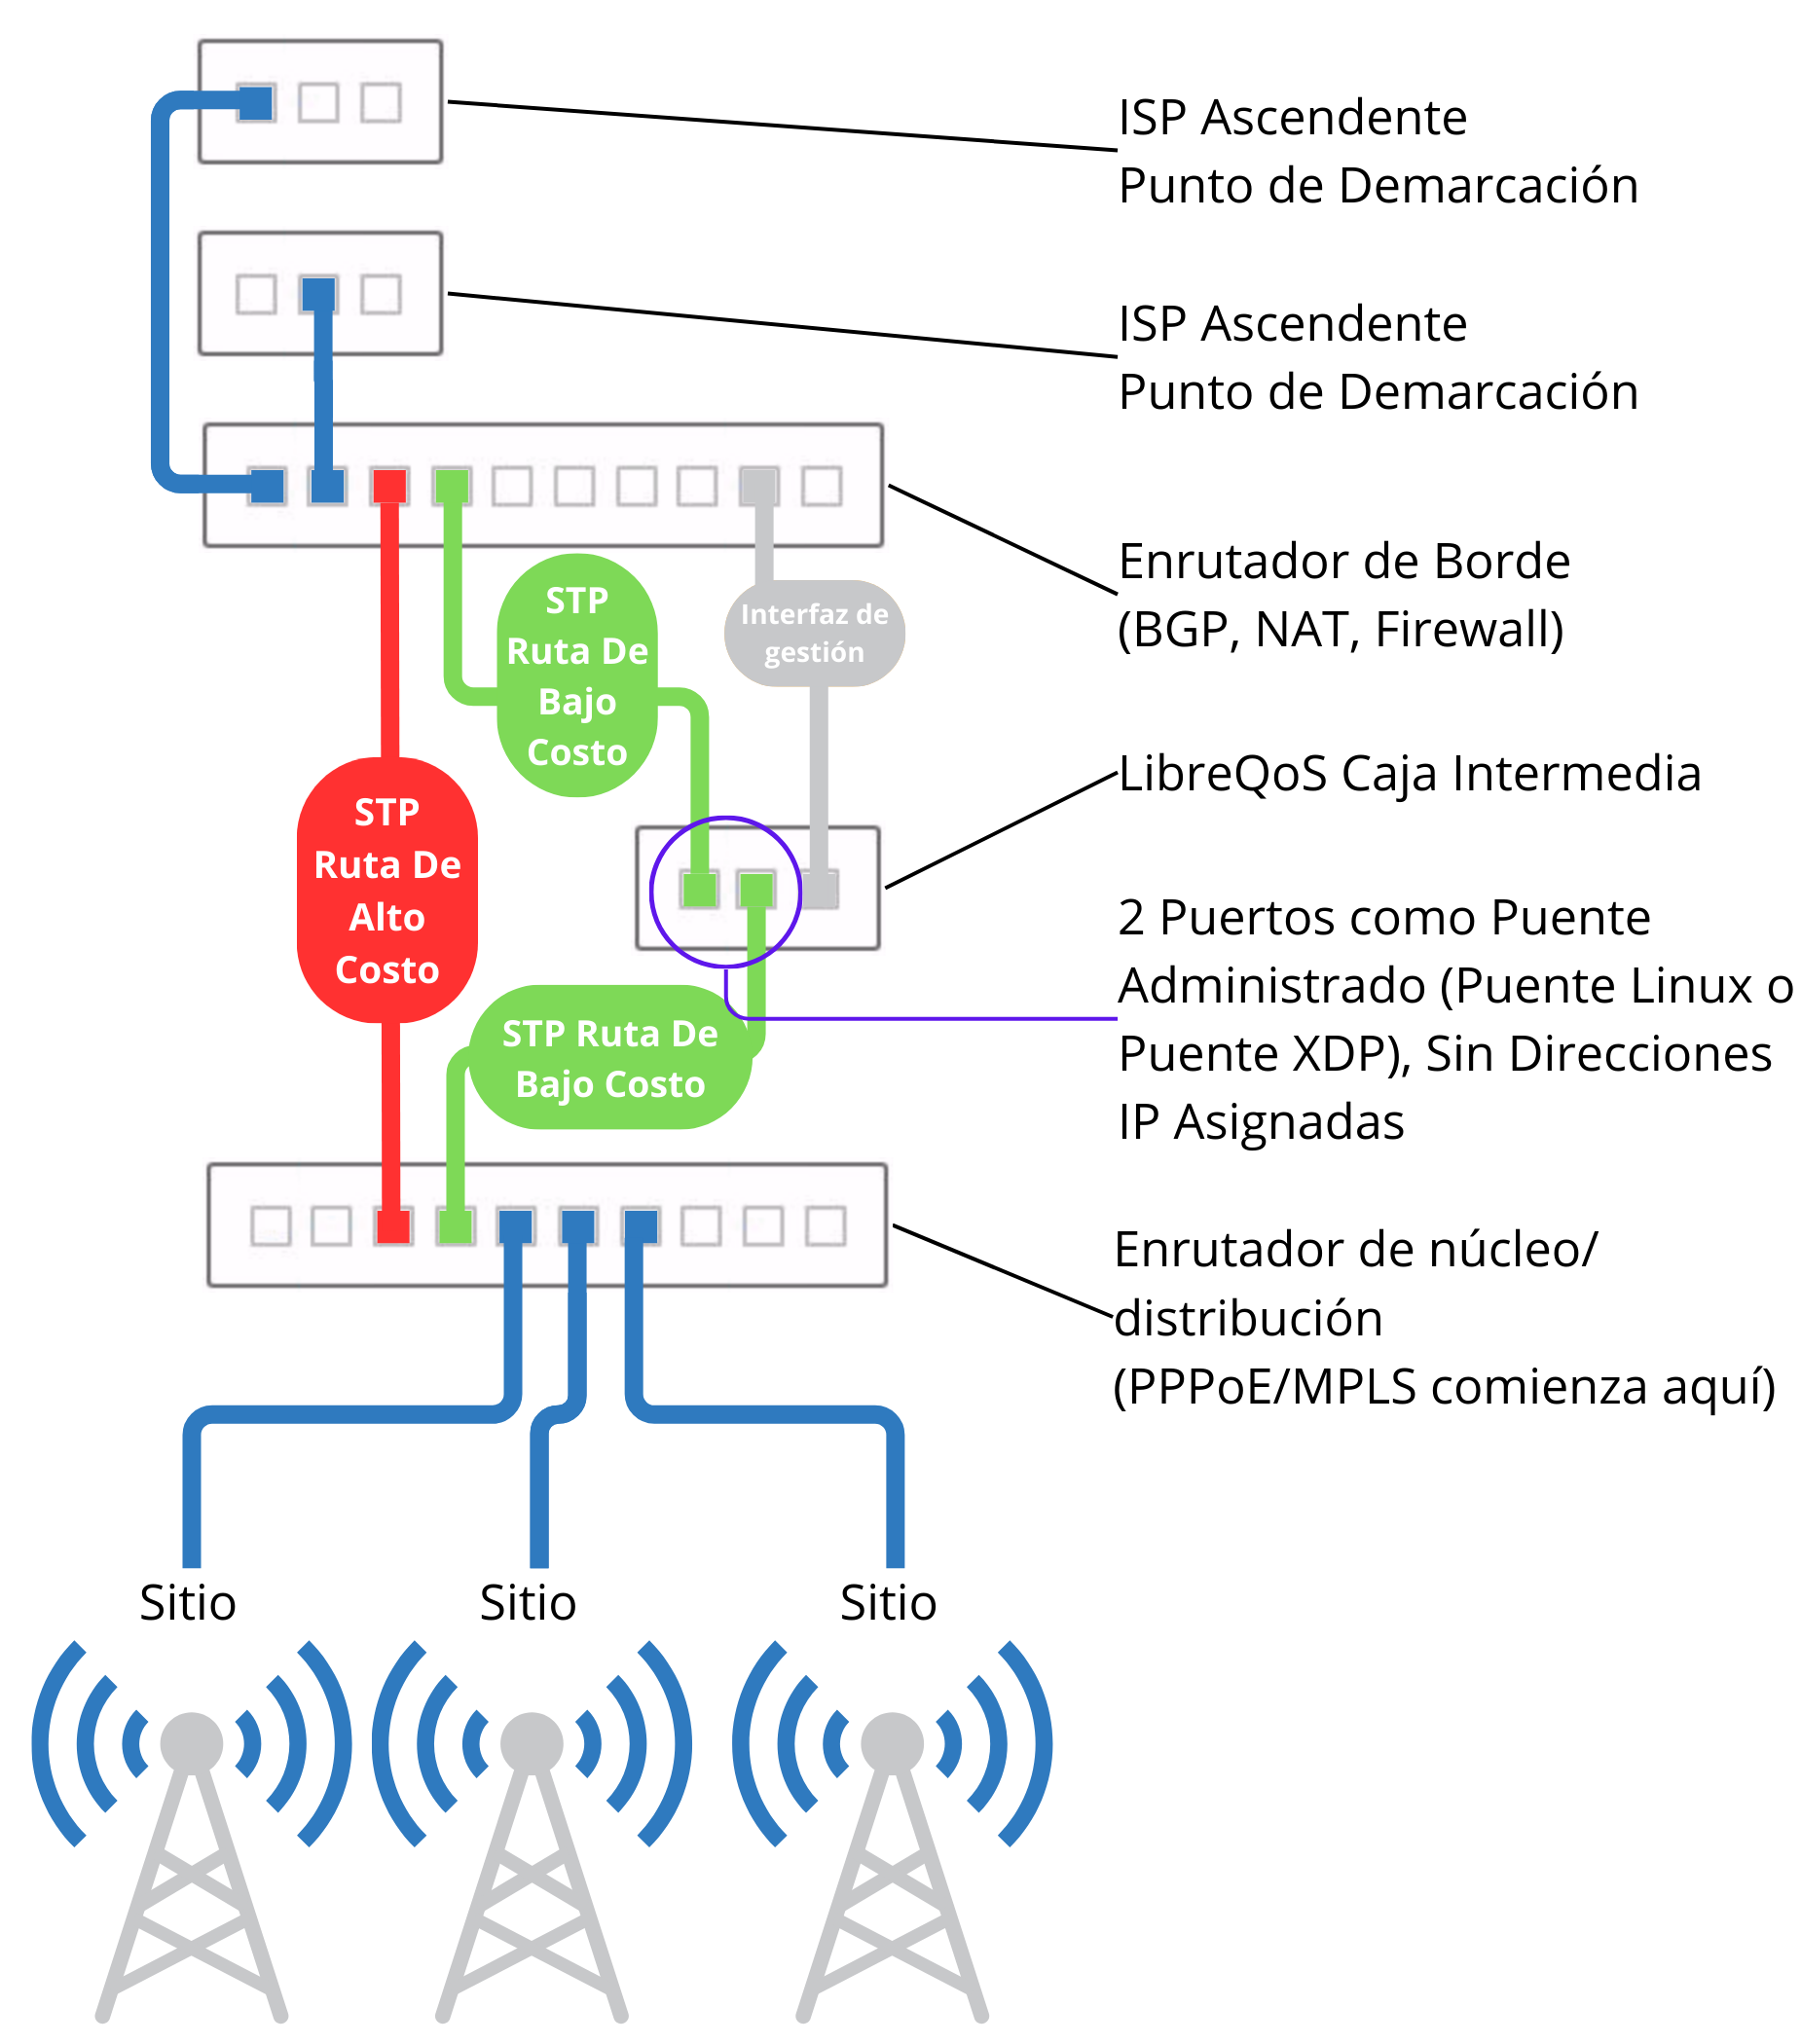 ISP Ascendente
Punto de Demarcación
ISP Ascendente
Punto de Demarcación
Enrutador de Borde
(BGP, NAT, Firewall)
STP
Ruta De
Bajo
Costo
Interfaz de
gestión
LibreQoS Caja Intermedia
STP
Ruta De
Alto
Costo
2 Puertos como Puente
Administrado (Puente Linux o
Puente XDP), Sin Direcciones
IP Asignadas
STP Ruta De
Bajo Costo
Enrutador de núcleo/
distribución
(PPPoE/MPLS comienza aquí)
Sitio
Sitio
Sitio